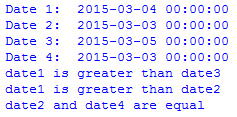 Date 1:  2015-03-04 00:00:00
Date 2:  2015-03-03 00:00:00
Date 3:  2015-03-05 00:00:00
Date 4:  2015-03-03 00:00:00
date1 is greater than date3
date1 is greater than date2
date2 and date4 are equal